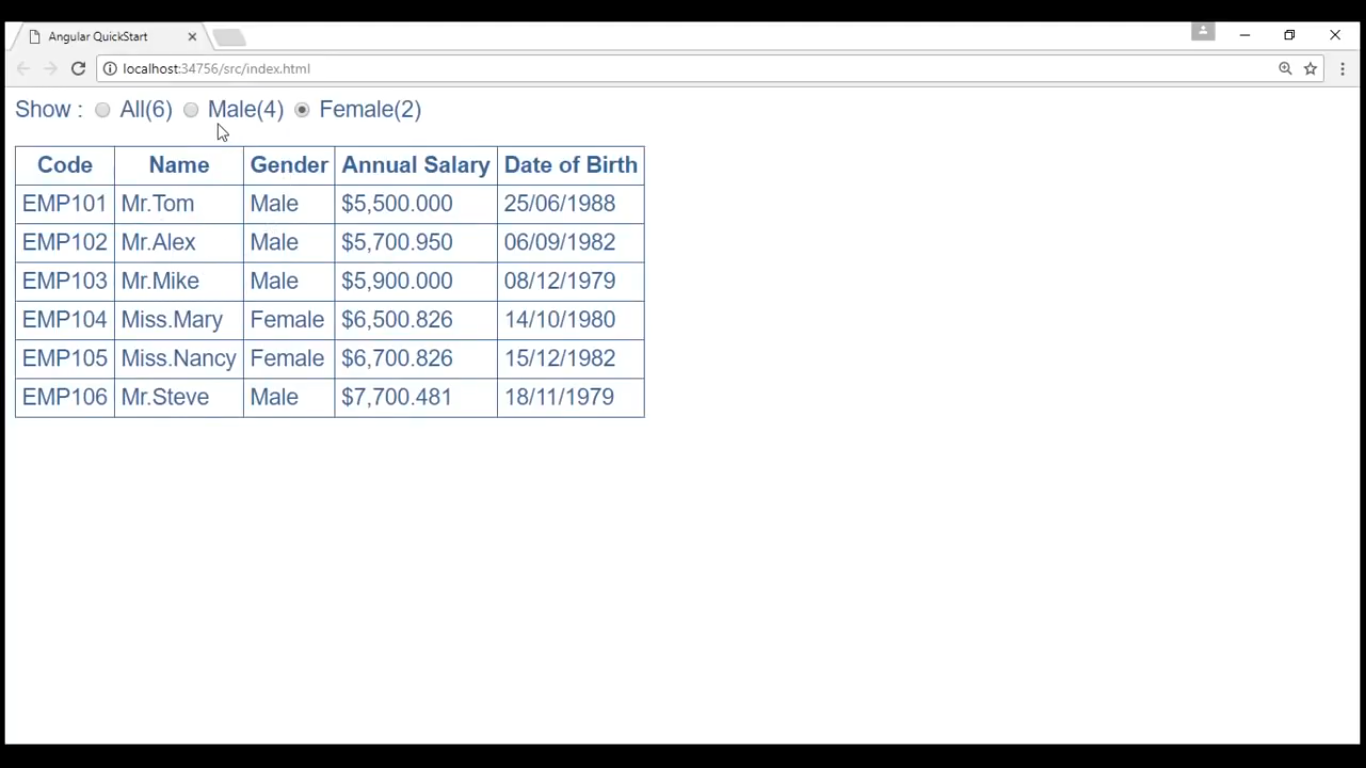 Angular QuickStart
localhost:34756/src/index.html
Show : All(6) Male(4) Female(2)
Code Name Gender Annual Salary Date of Birth
EMP101 Mr.Tom Male $5,500.000 25/06/1988
EMP102 Mr.Alex Male $5,700.950 06/09/1982
EMP103 Mr.Mike Male $5,900.000 08/12/1979
EMP104 Miss.Mary Female $6,500.826 14/10/1980
EMP105 Miss.Nancy Female $6,700.826 15/12/1982
EMP106 Mr.Steve Male $7,700.481 18/11/1979